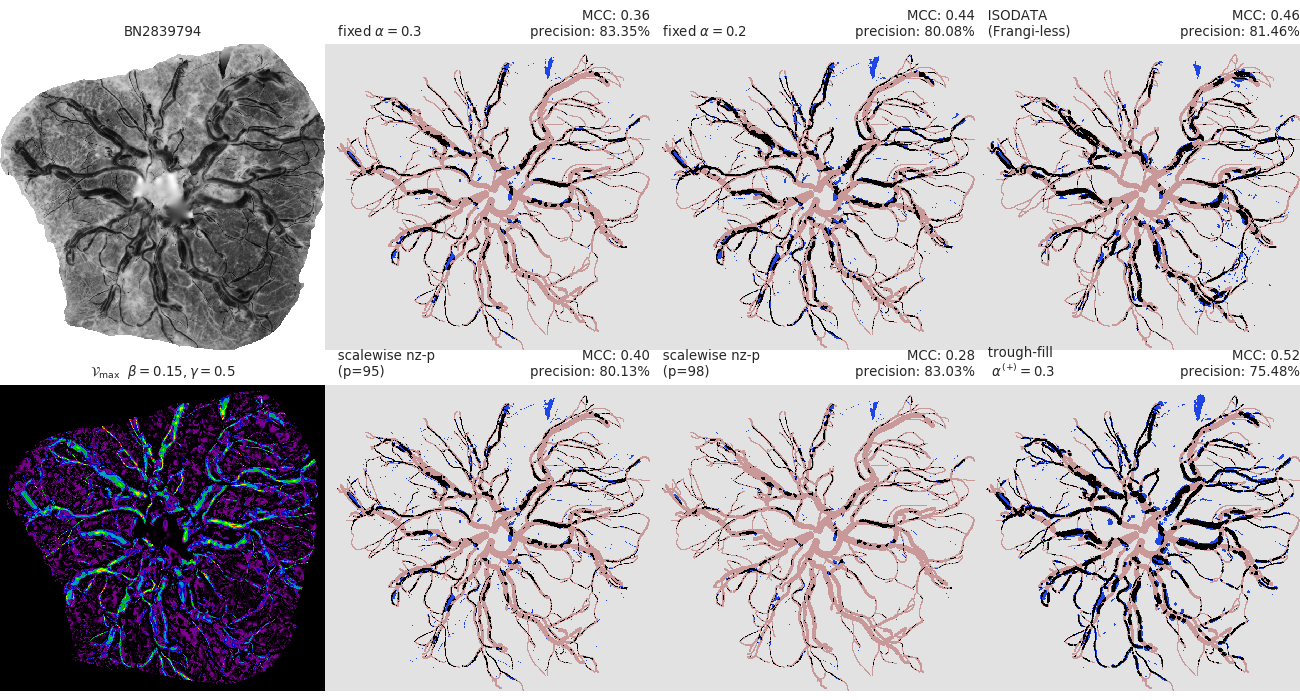 BN2839794
fixed α = 0.3
MCC: 0.36
precision: 83.35%
fixed α = 0.2
MCC: 0.44
precision: 80.08%
ISODATA
(Frangi-less)
MCC: 0.46
precision: 81.46%
𝒱max β = 0.15, γ = 0.5
scalewise nz-p
(p=95)
MCC: 0.40
precision: 80.13%
scalewise nz-p
(p=98)
MCC: 0.28
precision: 83.03%
trough-fill
α(+) = 0.3
MCC: 0.52
precision: 75.48%